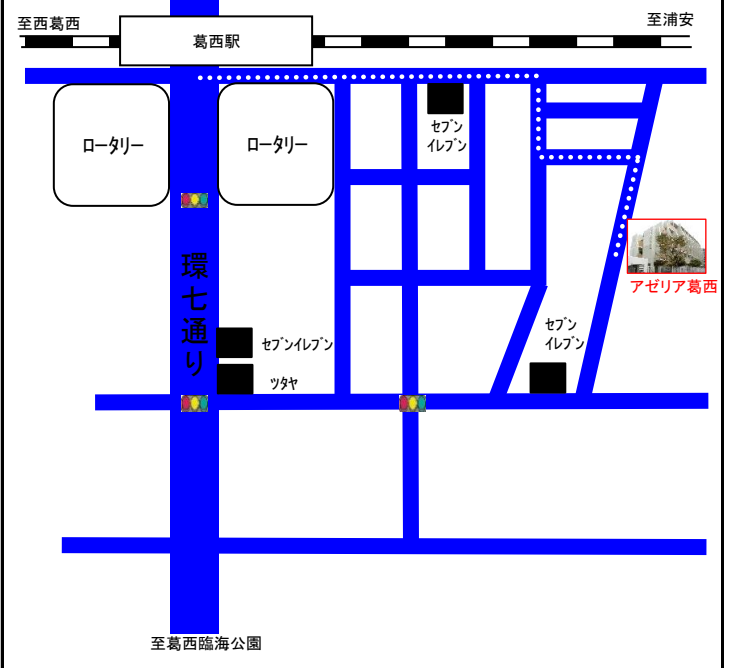 至西葛西
至浦安
葛西駅
ロータリー
ロータリー
セブン
イレブン
環七通り
アゼリア葛西
セブンイレブン
セブン
イレブン
ツタヤ
至葛西臨海公園